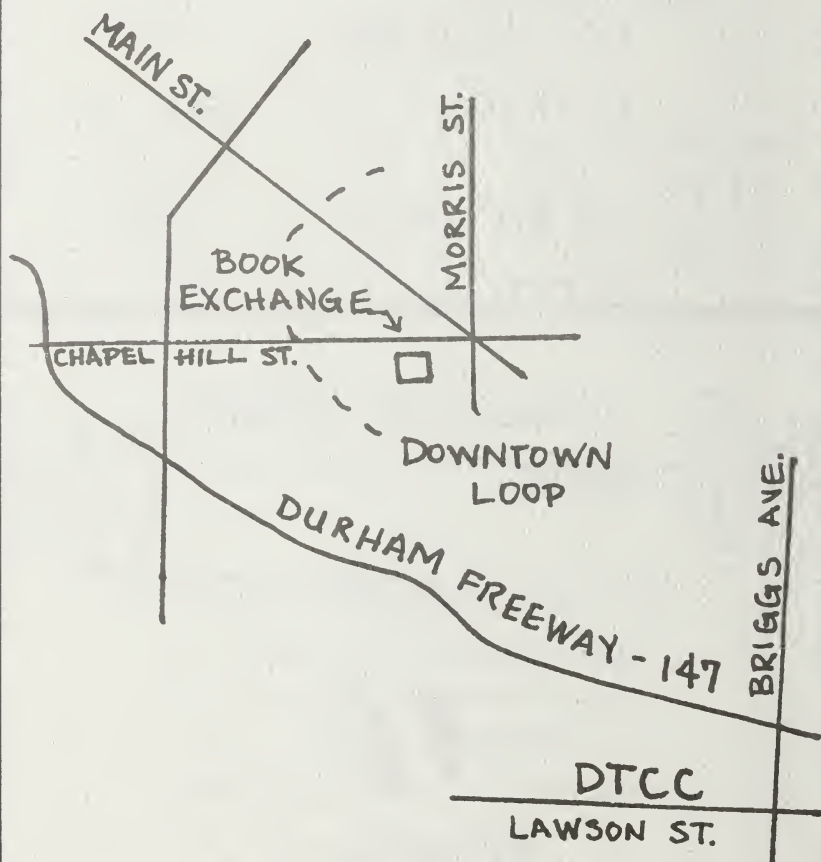 MAIN ST.
MORRIS ST.
BOOK
EXCHANGE
CHAPEL HILL ST.
DOWNTOWN
LOOP
DURHAM FREEWAY - 147
BRIGGS AVE.
DTCC
LAWSON ST.